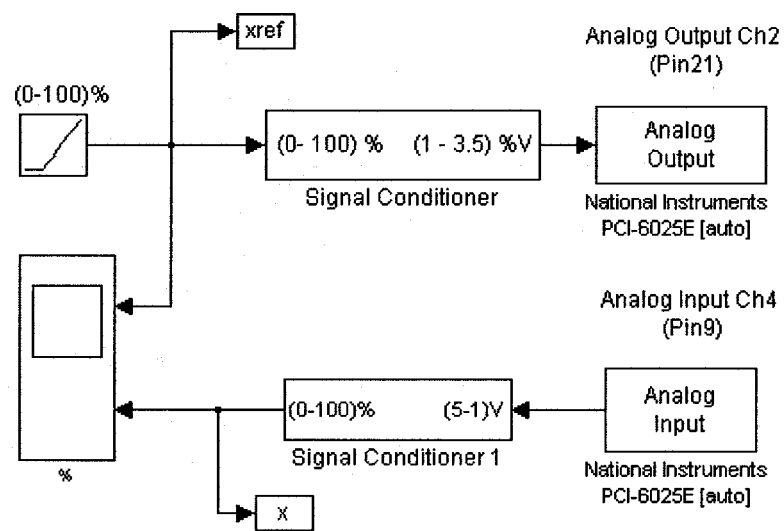 xref
Analog Output Ch2
(Pin21)
(0-100)%
(0- 100) % (1 - 3.5) %V
Analog
Output
Signal Conditioner
National Instruments
PCI-6025E [auto]
Analog Input Ch4
(Pin9)
(0-100)% (5-1)V
Analog
Input
%
Signal Conditioner 1
National Instruments
PCI-6025E [auto]
x